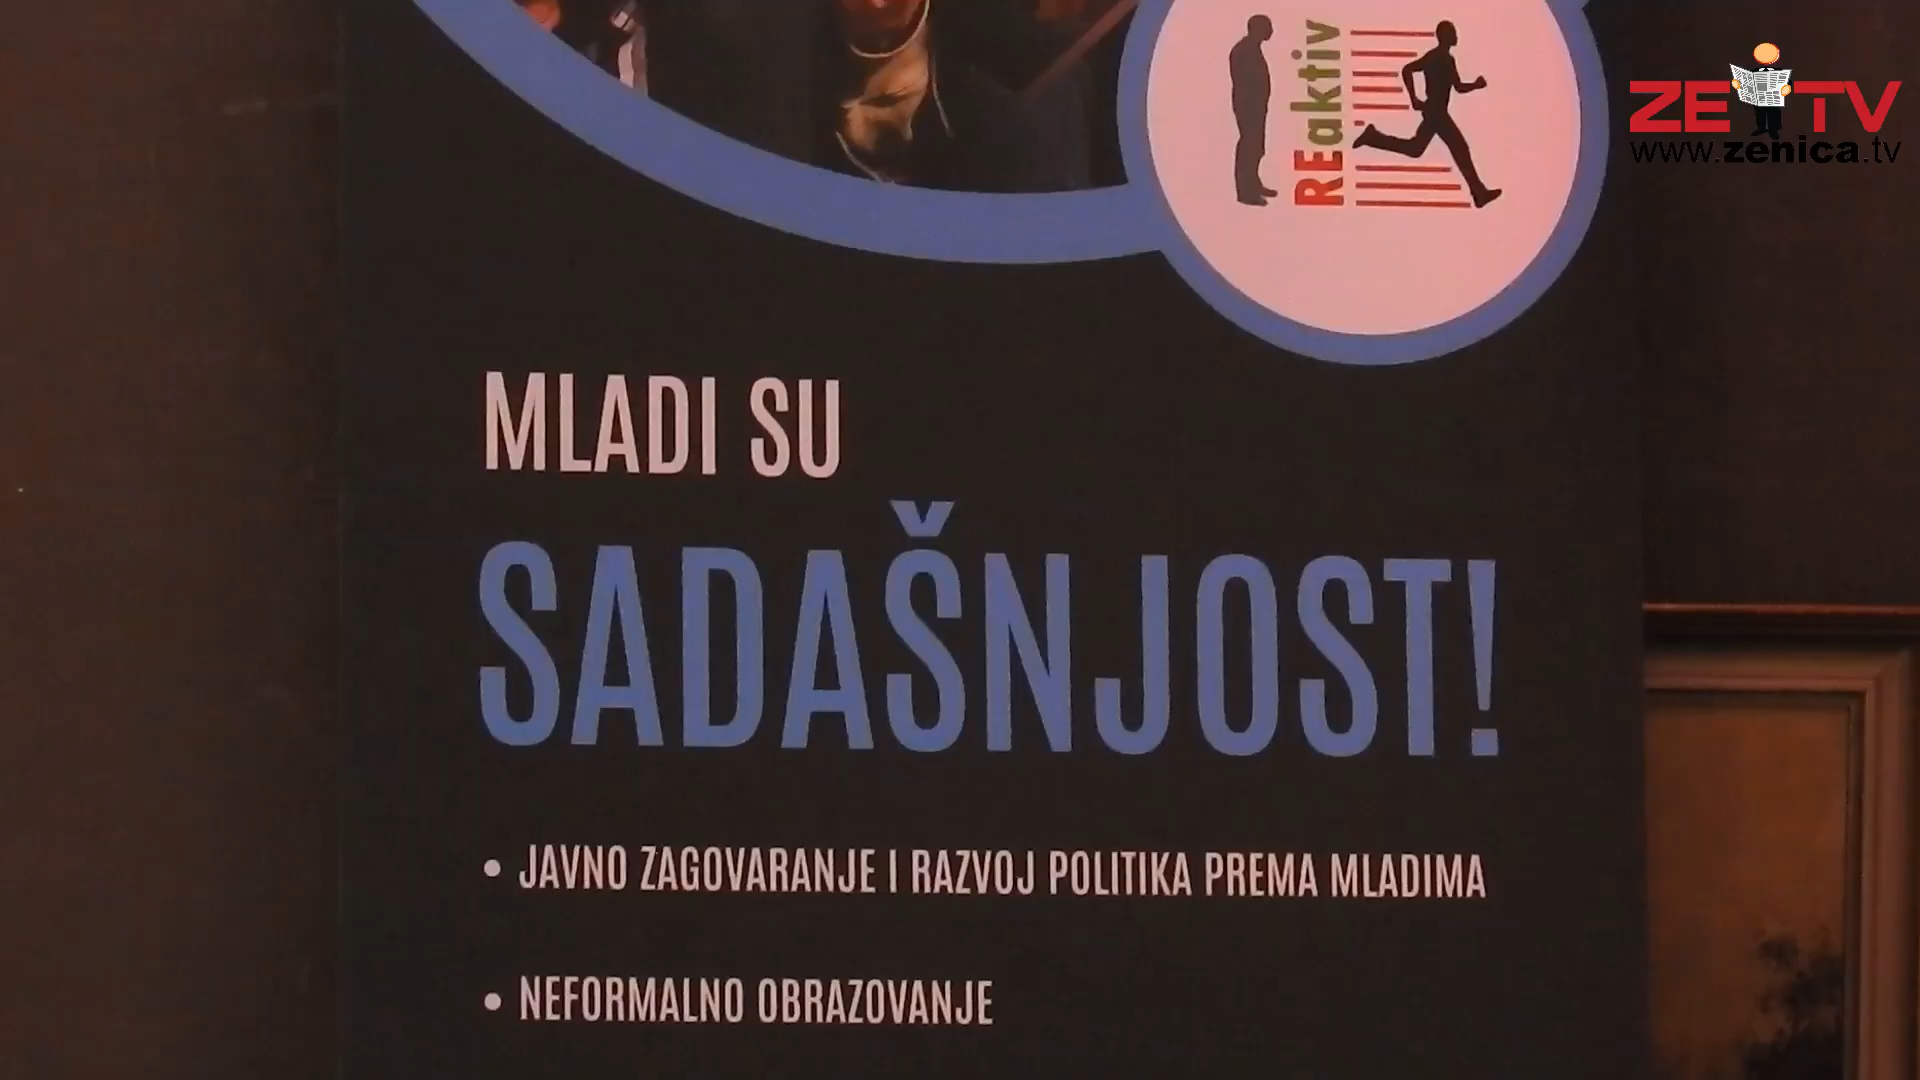 REaktiv
ZE TV
www.zenica.tv
MLADI SU
SADAŠNJOST!
• JAVNO ZAGOVARANJE I RAZVOJ POLITIKA PREMA MLADIMA
• NEFORMALNO OBRAZOVANJE